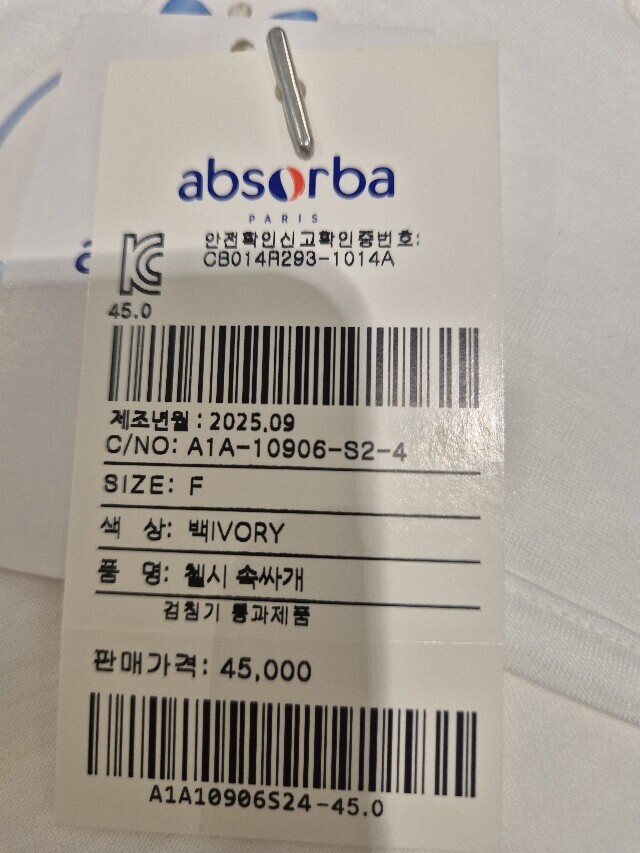 absorba
PARIS
안전확인신고확인증번호:
CB014R293-1014A
45.0
제조년월: 2025.09
C/NO: A1A-10906-S2-4
SIZE: F
색 상: 백IVORY
품 명: 첼시 속싸개
검침기 통과제품
판매가격: 45,000
A1A10906S24-45.0